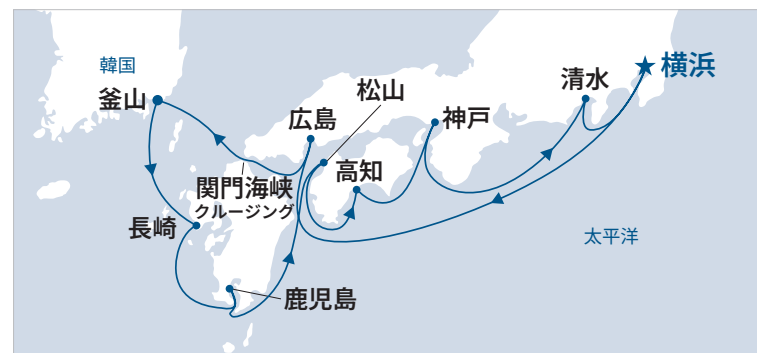 韓国
釜山
松山
広島
神戸
清水
★横浜
関門海峡
クルージング
高知
長崎
太平洋
鹿児島